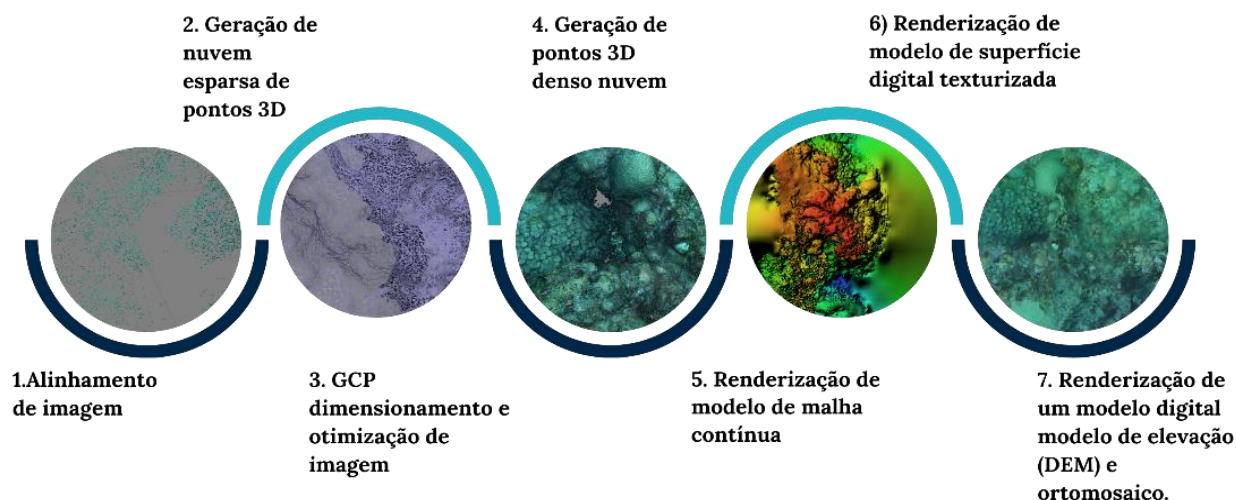 2. Geração de
nuvem
esparsa de
pontos 3D
4. Geração de
pontos 3D
denso nuvem
6) Renderização de
modelo de superfície
digital texturizada
1.Alinhamento
de imagem
3. GCP
dimensionamento e
otimização de
imagem
5. Renderização de
modelo de malha
contínua
7. Renderização de
um modelo digital
modelo de elevação
(DEM) e
ortomosaico.